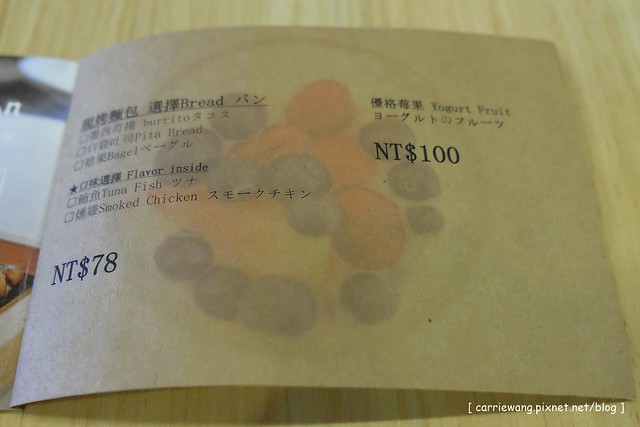 現烤麵包 選擇Bread パン
□墨西哥捲 burritoタコス
□口袋吐司Pita Bread
□焙果Bagelベーグル
★口味選擇 Flavor inside
□鮪魚Tuna Fish ツナ
□燻雞Smoked Chicken スモークチキン
NT$78
優格莓果 Yogurt Fruit
ヨーグルトのフルーツ
NT$100
[ carriewang.pixnet.net/blog ]